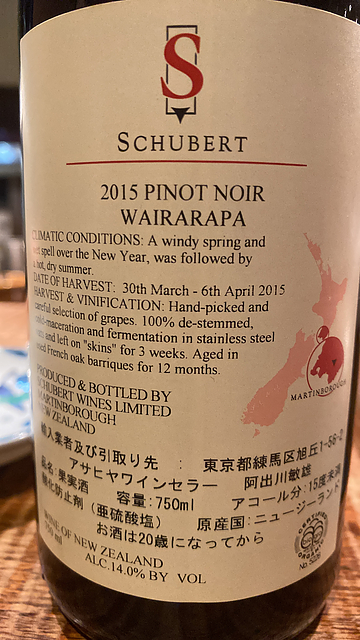 S
SCHUBERT
2015 PINOT NOIR
WAIRARAPA
CLIMATIC CONDITIONS: A windy spring and
spell over the New Year, was followed by
hot, dry summer.
DATE OF HARVEST: 30th March - 6th April 2015
HARVEST & VINIFICATION: Hand-picked and
careful selection of grapes. 100% de-stemmed,
cold-maceration and fermentation in stainless steel
and left on "skins" for 3 weeks. Aged in
French oak barriques for 12 months.
MARTINBOROUGH
PRODUCED & BOTTLED BY
SCHUBERT WINES LIMITED
MARTINBOROUGH
NEW ZEALAND
輸入業者及び引取り先 : 東京都練馬区旭丘1-56-2
アサヒヤワインセラー 阿出川敏雄
品名:果実酒 容量:750ml アルコール分:15度未満
酸化防止剤(亜硫酸塩) 原産国:ニュージーランド
お酒は20歳になってから
WINE OF NEW ZEALAND
750 ml ALC.14.0% BY VOL
CERTIFIED ORGANIC